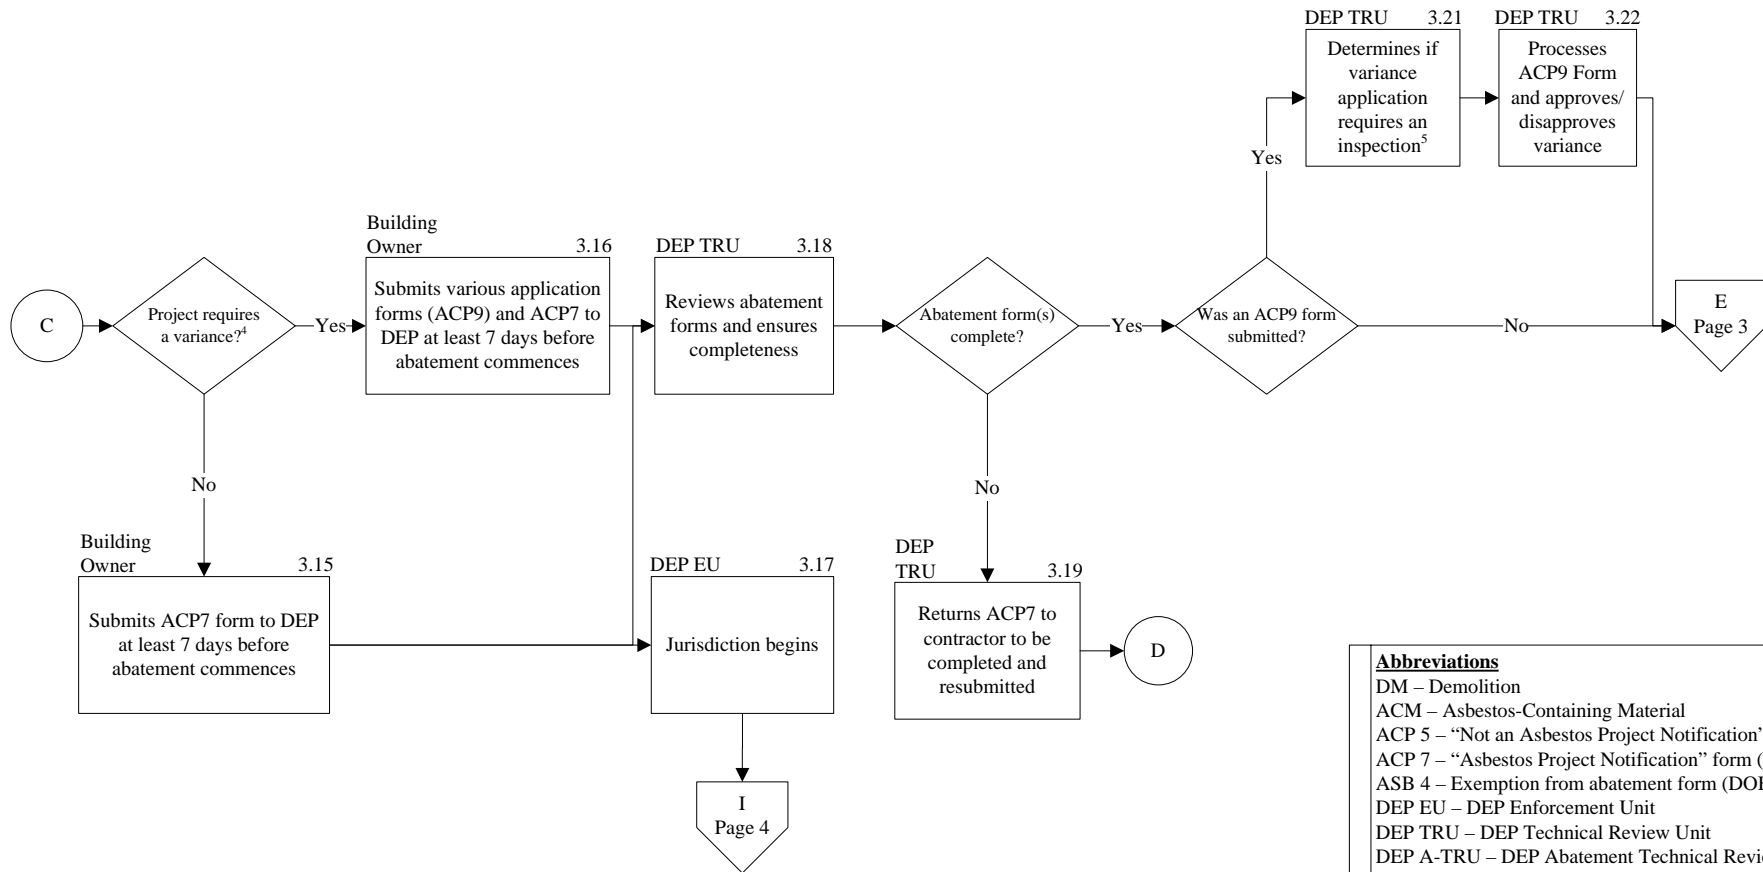 DEP TRU 3.21
Determines if
variance
application
requires an
inspection5
DEP TRU 3.22
Processes
ACP9 Form
and approves/
disapproves
variance
Yes
C
Project requires
a variance?4
Yes
Building
Owner 3.16
Submits various application
forms (ACP9) and ACP7 to
DEP at least 7 days before
abatement commences
DEP TRU 3.18
Reviews abatement
forms and ensures
completeness
Abatement form(s)
complete?
Yes
Was an ACP9 form
submitted?
No
E
Page 3
No
Building
Owner 3.15
Submits ACP7 form to DEP
at least 7 days before
abatement commences
DEP EU 3.17
Jurisdiction begins
I
Page 4
No
DEP
TRU 3.19
Returns ACP7 to
contractor to be
completed and
resubmitted
D
Abbreviations
DM – Demolition
ACM – Asbestos-Containing Material
ACP 5 – “Not an Asbestos Project Notification”
ACP 7 – “Asbestos Project Notification” form (
ASB 4 – Exemption from abatement form
DEP EU – DEP Enforcement Unit
DEP TRU – DEP Technical Review Unit
DEP A-TRU – DEP Abatement Technical